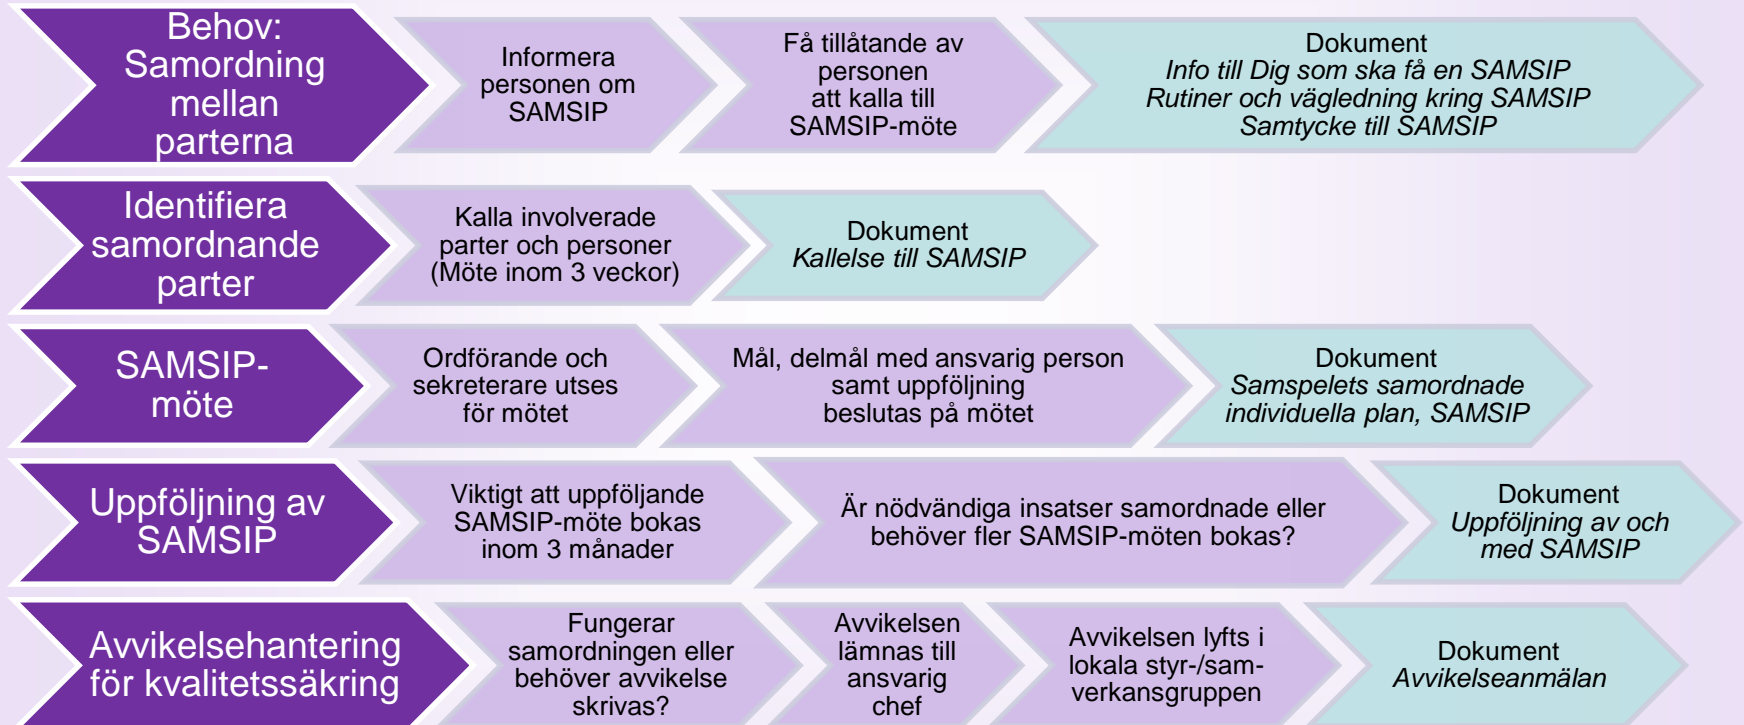 Behov:
Samordning
mellan
parterna
Informera
personen om
SAMSIP
Få tillåtande av
personen
att kalla till
SAMSIP-möte
Dokument
Info till Dig som ska få en SAMSIP
Rutiner och vägledning kring SAMSIP
Samtycke till SAMSIP
Identifiera
samordnande
parter
Kalla involverade
parter och personer
(Möte inom 3 veckor)
Dokument
Kallelse till SAMSIP
SAMSIP-
möte
Ordförande och
sekreterare utses
för mötet
Mål, delmål med ansvarig person
samt uppföljning
beslutas på mötet
Dokument
Samspelets samordnade
individuella plan, SAMSIP
Uppföljning av
SAMSIP
Viktigt att uppföljande
SAMSIP-möte bokas
inom 3 månader
Är nödvändiga insatser samordnade eller
behöver fler SAMSIP-möten bokas?
Dokument
Uppföljning av och
med SAMSIP
Avvikelsehantering
för kvalitetssäkring
Fungerar
samordningen eller
behöver avvikelse
skrivas?
Avvikelsen
lämnas till
ansvarig
chef
Avvikelsen lyfts i
lokala styr-/sam-
verkansgruppen
Dokument
Avvikelseanmälan